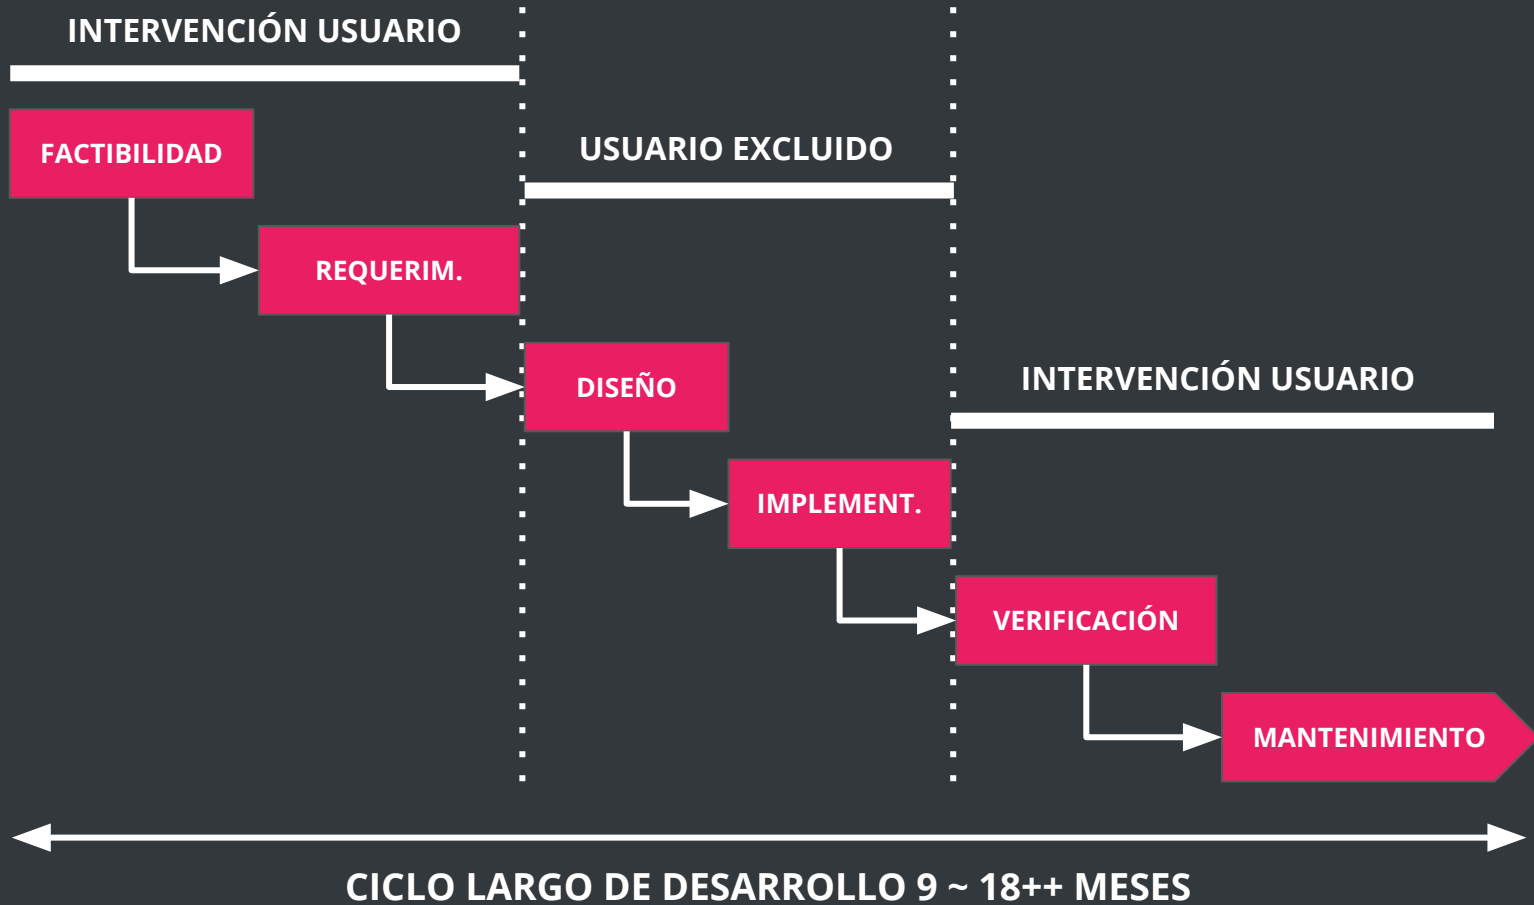 INTERVENCIÓN USUARIO
FACTIBILIDAD
USUARIO EXCLUIDO
REQUERIM.
DISEÑO
INTERVENCIÓN USUARIO
IMPLEMENT.
VERIFICACIÓN
MANTENIMIENTO
CICLO LARGO DE DESARROLLO 9 ~ 18++ MESES